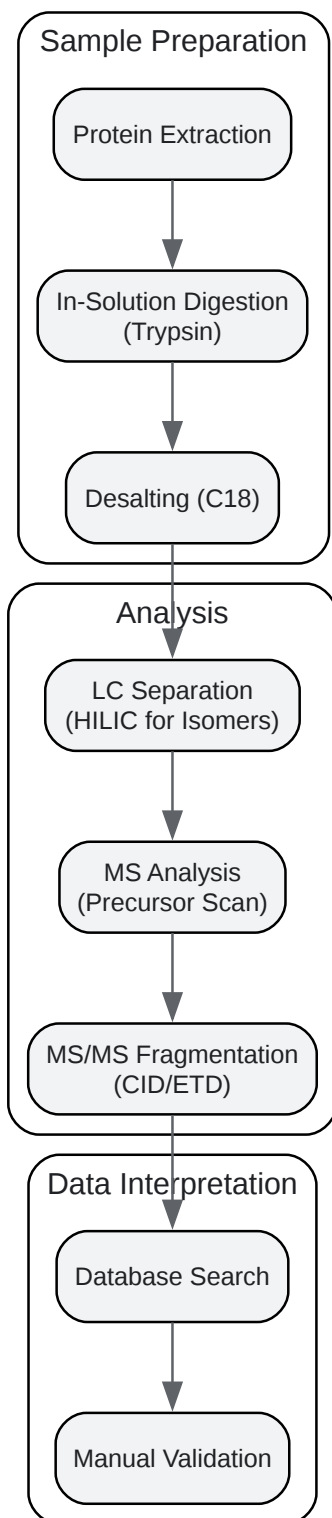 Sample Preparation
Protein Extraction
In-Solution Digestion
(Trypsin)
Desalting (C18)
Analysis
LC Separation
(HILIC for Isomers)
MS Analysis
(Precursor Scan)
MS/MS Fragmentation
(CID/ETD)
Data Interpretation
Database Search
Manual Validation